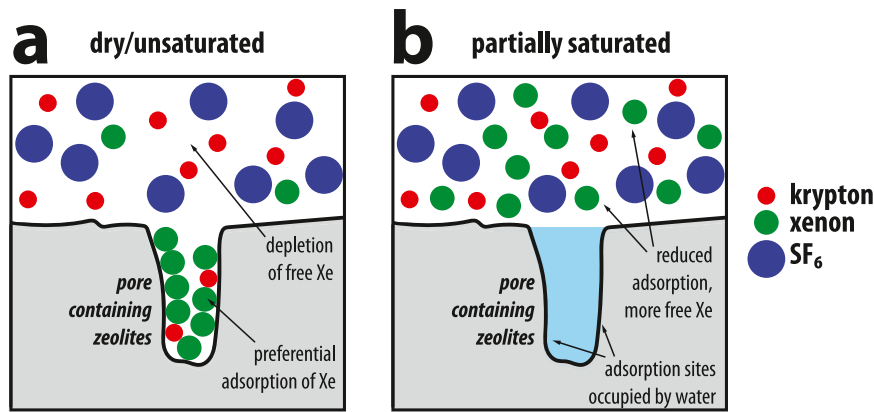 a dry/unsaturated
depletion
of free Xe
pore
containing
zeolites
preferential
adsorption of Xe
b partially saturated
reduced
adsorption,
more free Xe
pore
containing
zeolites
adsorption sites
occupied by water
krypton
xenon
SF₆